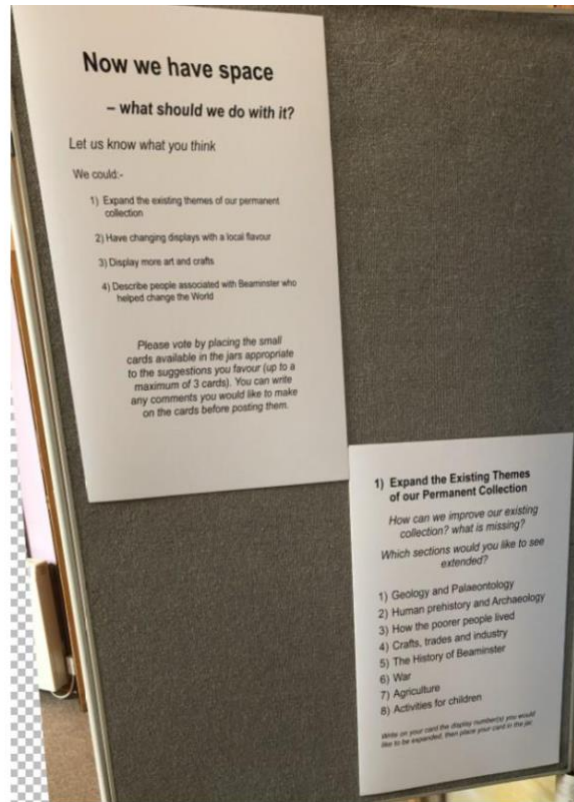 Now we have space
– what should we do with it?
Let us know what you think
We could:-
1) Expand the existing themes of our permanent
collection
2) Have changing displays with a local flavour
3) Display more art and crafts
4) Describe people associated with Beaminster who
helped change the World
Please vote by placing the small
cards available in the jars appropriate
to the suggestions you favour (up to a
maximum of 3 cards). You can write
any comments you would like to make
on the cards before posting them.
1) Expand the Existing Themes
of our Permanent Collection
How can we improve our existing
collection? what is missing?
Which sections would you like to see
extended?
1) Geology and Palaeontology
2) Human prehistory and Archaeology
3) How the poorer people lived
4) Crafts, trades and industry
5) The History of Beaminster
6) War
7) Agriculture
8) Activities for children
Write on your card the display number(s) you would
like to be expanded, then place your card in the jar.